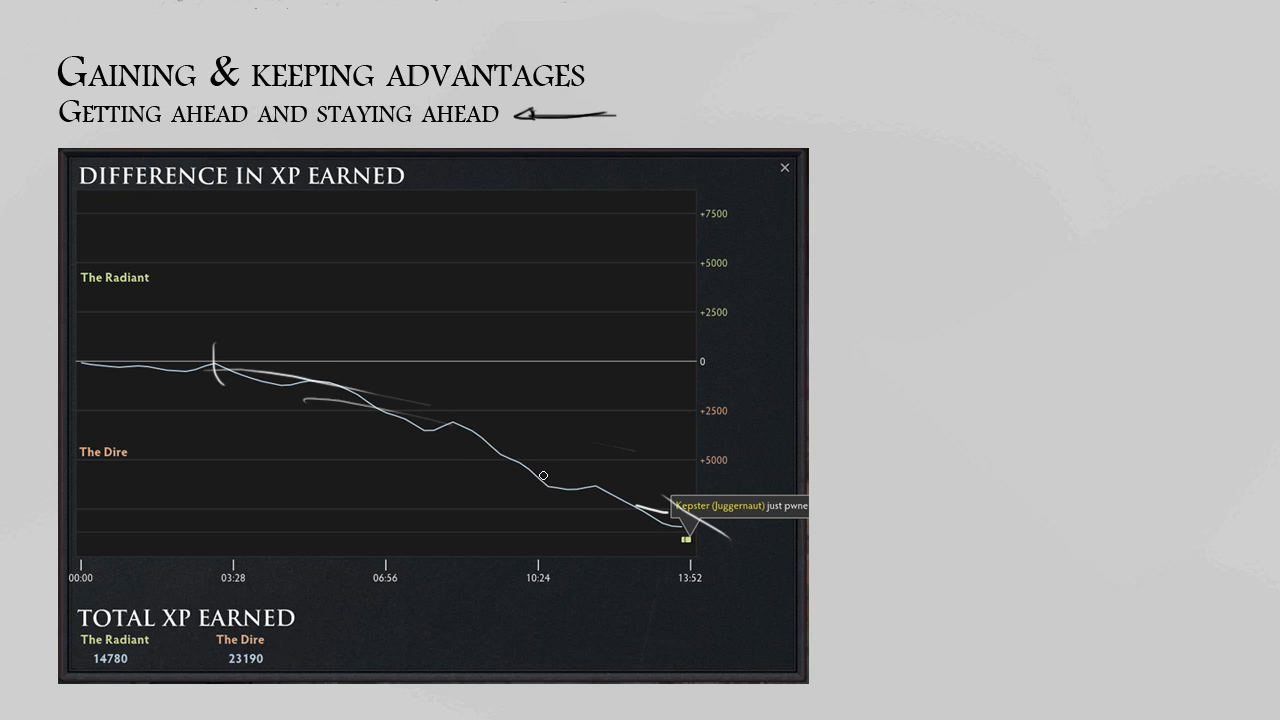 Gaining & keeping advantages
Getting ahead and staying ahead
DIFFERENCE IN XP EARNED
×
+7500
The Radiant
+5000
+2500
0
+2500
The Dire
+5000
Kepster (Juggernaut) just pwne
00:00 03:28 06:56 10:24 13:52
TOTAL XP EARNED
The Radiant The Dire
14780 23190